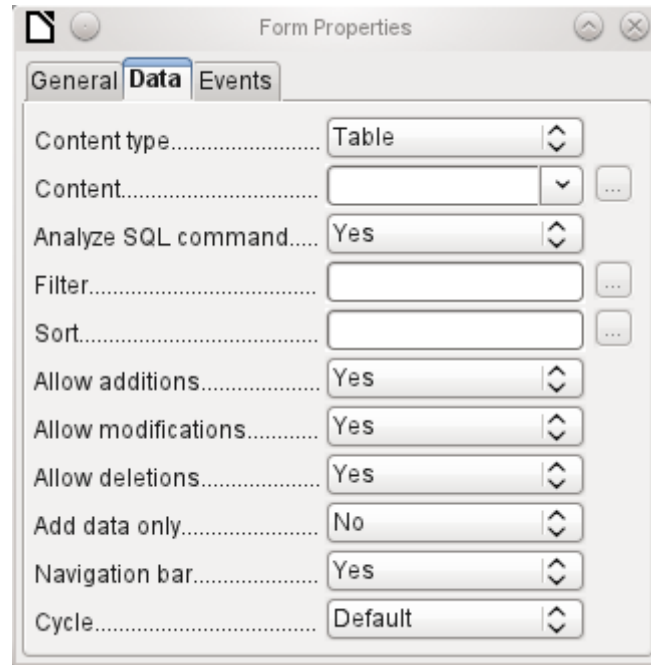 Form Properties
General Data Events
Content type........................ Table
Content................................. ...
Analyze SQL command..... Yes
Filter...................................... ...
Sort........................................ ...
Allow additions.................... Yes
Allow modifications............ Yes
Allow deletions.................... Yes
Add data only....................... No
Navigation bar..................... Yes
Cycle..................................... Default